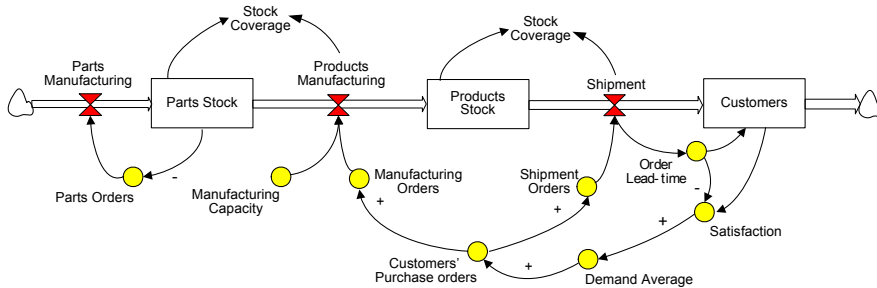 Stock
Coverage
Stock
Coverage
Parts
Manufacturing
Products
Manufacturing
Shipment
Parts Stock
Products
Stock
Customers
-
Parts Orders
Manufacturing
Capacity
Manufacturing
Orders
+
Shipment
Orders
+
Order
Lead-time
-
Satisfaction
+
Customers'
Purchase orders
+
Demand Average